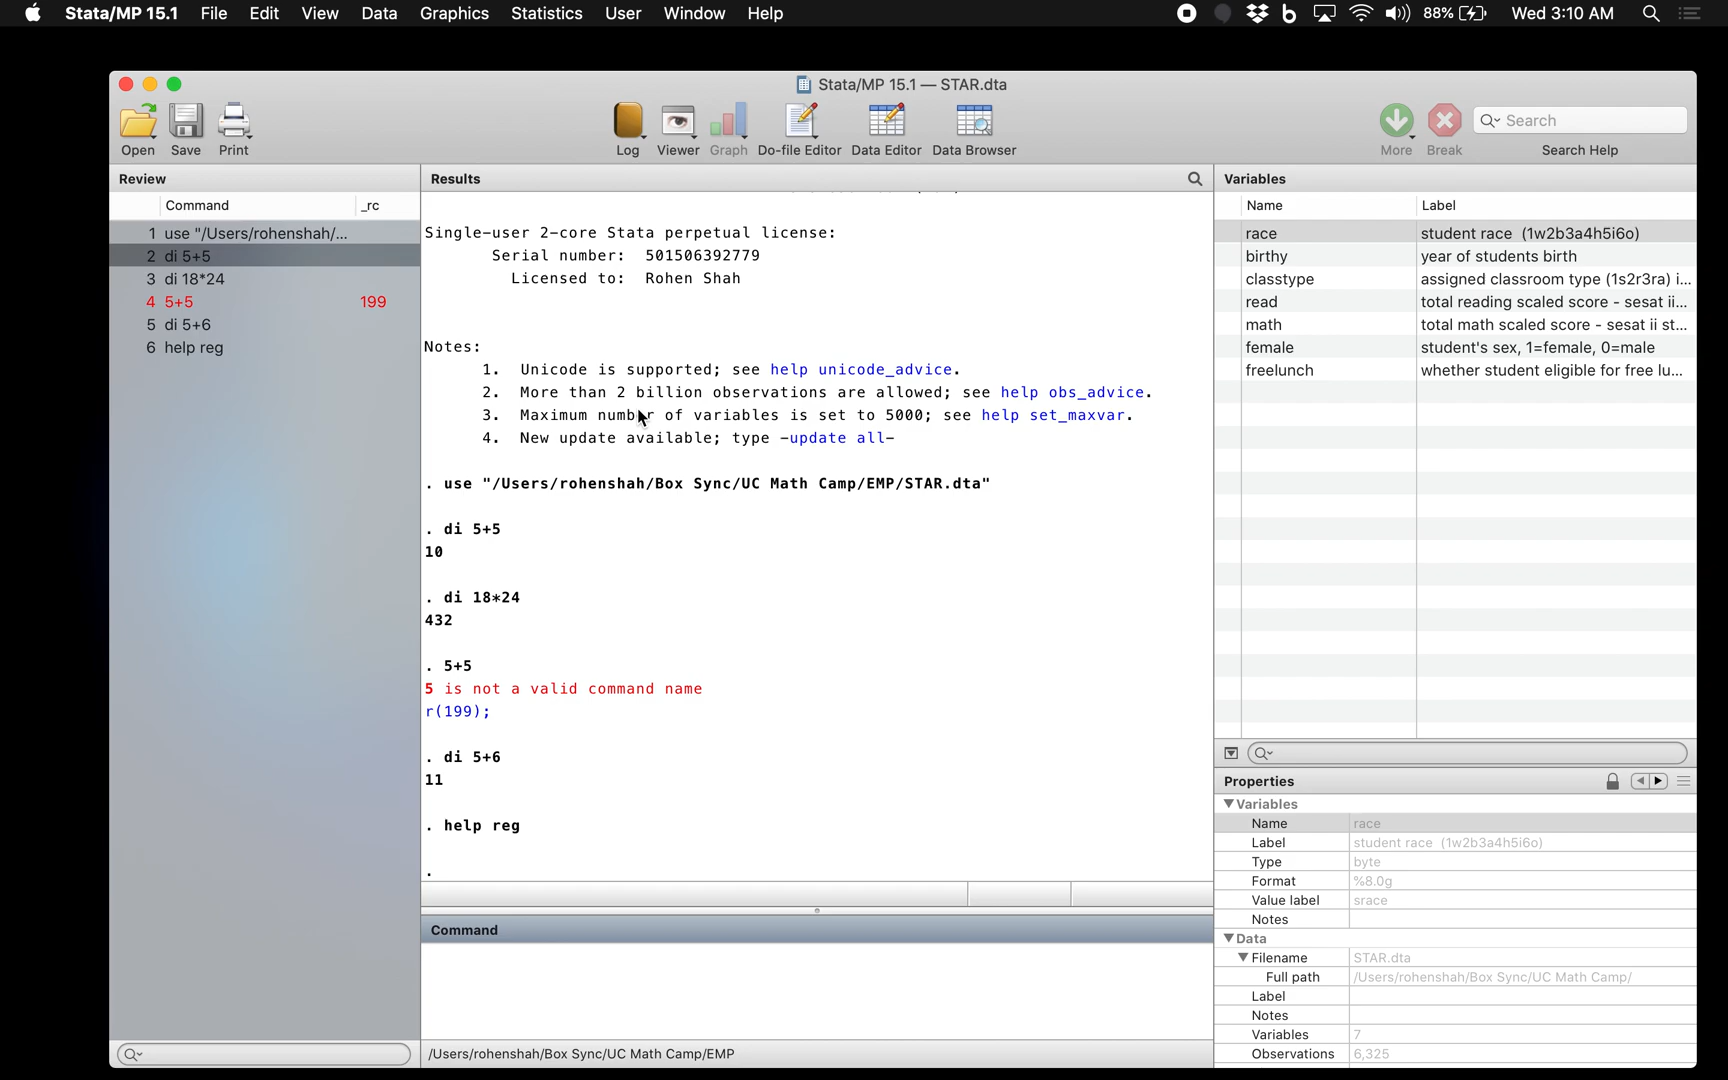 Stata/MP 15.1 File Edit View Data Graphics Statistics User Window Help 88% Wed 3:10 AM
Stata/MP 15.1 — STAR.dta
Open Save Print Log Viewer Graph Do-file Editor Data Editor Data Browser More Break Search
Search Help
Review
Command _rc
1 use "/Users/rohenshah/...
2 di 5+5
3 di 18*24
4 5+5 199
5 di 5+6
6 help reg
Results
Single-user 2-core Stata perpetual license:
Serial number: 501506392779
Licensed to: Rohen Shah
Notes:
1. Unicode is supported; see help unicode_advice.
2. More than 2 billion observations are allowed; see help obs_advice.
3. Maximum number of variables is set to 5000; see help set_maxvar.
4. New update available; type -update all-
. use "/Users/rohenshah/Box Sync/UC Math Camp/EMP/STAR.dta"
. di 5+5
10
. di 18*24
432
. 5+5
5 is not a valid command name
r(199);
. di 5+6
11
. help reg
.
Command
/Users/rohenshah/Box Sync/UC Math Camp/EMP
Variables
Name Label
race student race (1w2b3a4h5i6o)
birthy year of students birth
classtype assigned classroom type (1s2r3ra) i...
read total reading scaled score - sesat ii...
math total math scaled score - sesat ii st...
female student's sex, 1=female, 0=male
freelunch whether student eligible for free lu...
Properties
Variables
Name race
Label student race (1w2b3a4h5i6o)
Type byte
Format %8.0g
Value label srace
Notes
Data
Filename STAR.dta
Full path /Users/rohenshah/Box Sync/UC Math Camp/
Label
Notes
Variables 7
Observations 6,325